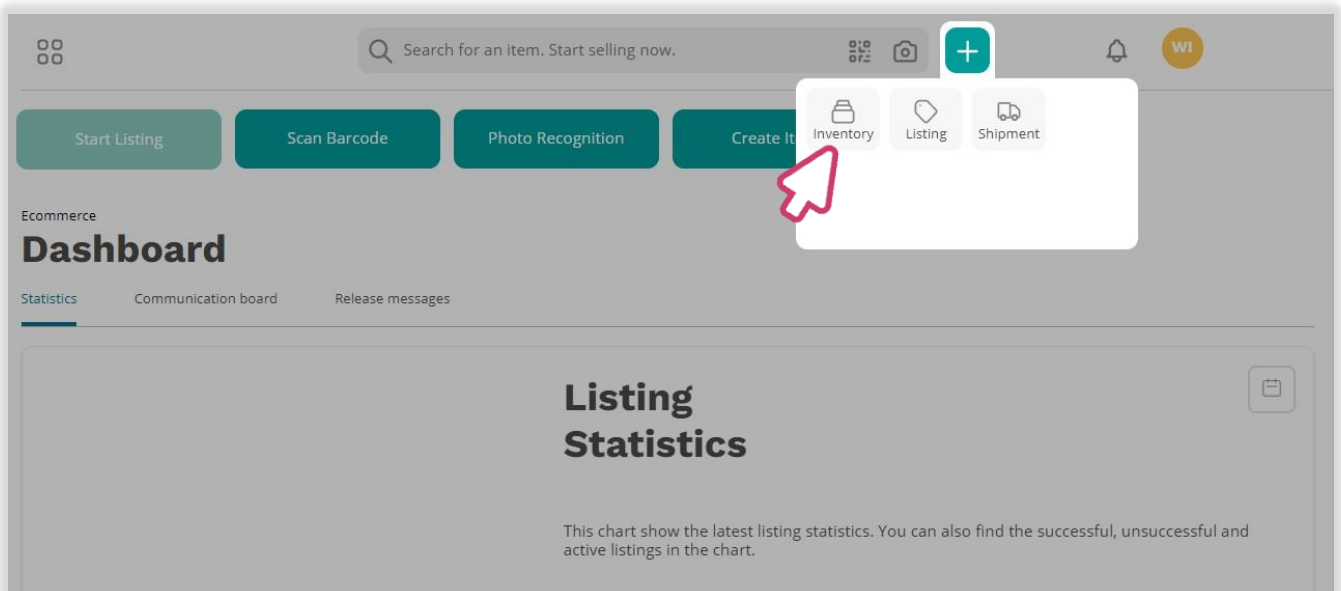 Search for an item. Start selling now.
WI
Inventory
Listing
Shipment
Start Listing
Scan Barcode
Photo Recognition
Create It
Ecommerce
Dashboard
Statistics
Communication board
Release messages
Listing
Statistics
This chart show the latest listing statistics. You can also find the successful, unsuccessful and
active listings in the chart.